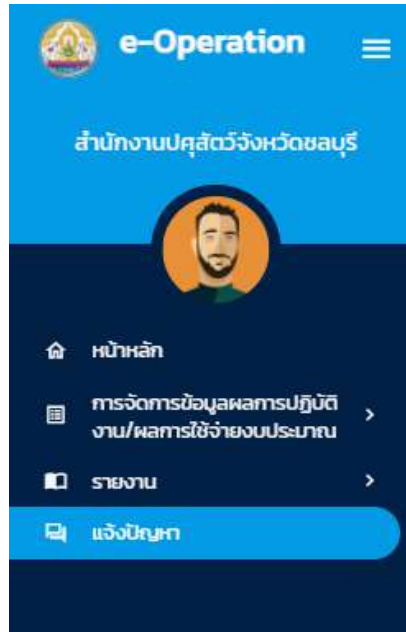 e-Operation
สำนักงานปศุสัตว์จังหวัดชลบุรี
หน้าหลัก
การจัดการข้อมูลผลการปฏิบัติ
งาน/ผลการใช้จ่ายงบประมาณ
รายงาน
แจ้งปัญหา